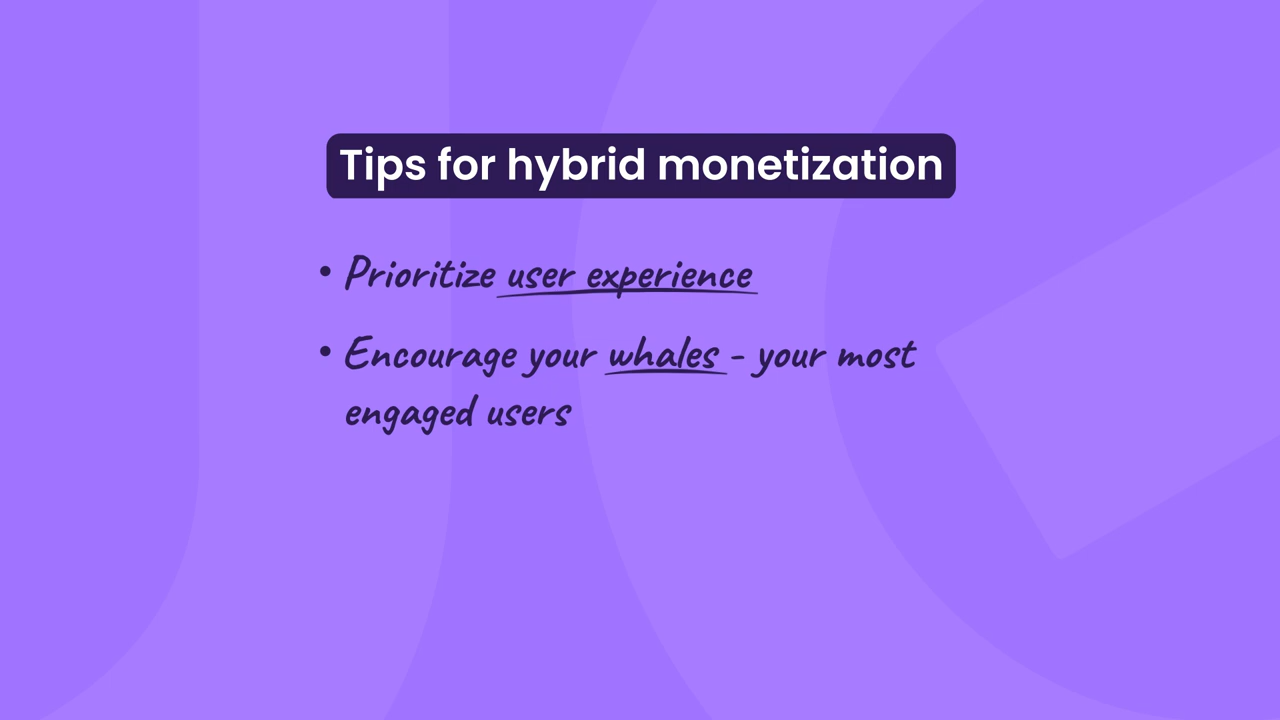 Tips for hybrid monetization
• Prioritize user experience
• Encourage your whales - your most
engaged users